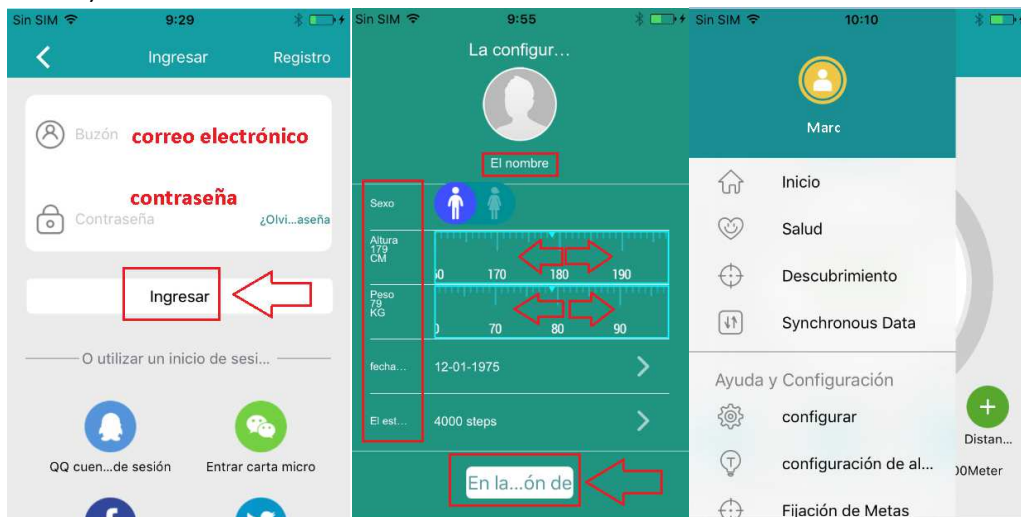 Sin SIM 9:29
Ingresar Registro
Buzón correo electrónico
contraseña
Contraseña ¿Olvi...aseña
Ingresar
O utilizar un inicio de sesi...
QQ cuen...de sesión Entrar carta micro
Sin SIM 9:55
La configur...
El nombre
Sexo
Altura
179
CM
170 180 190
Peso
79
KG
70 80 90
fecha... 12-01-1975
El est... 4000 steps
En la...ón de
Sin SIM 10:10
Marc
Inicio
Salud
Descubrimiento
Synchronous Data
Ayuda y Configuración
configurar
configuración de al...
Fijación de Metas
Distan...
00Meter